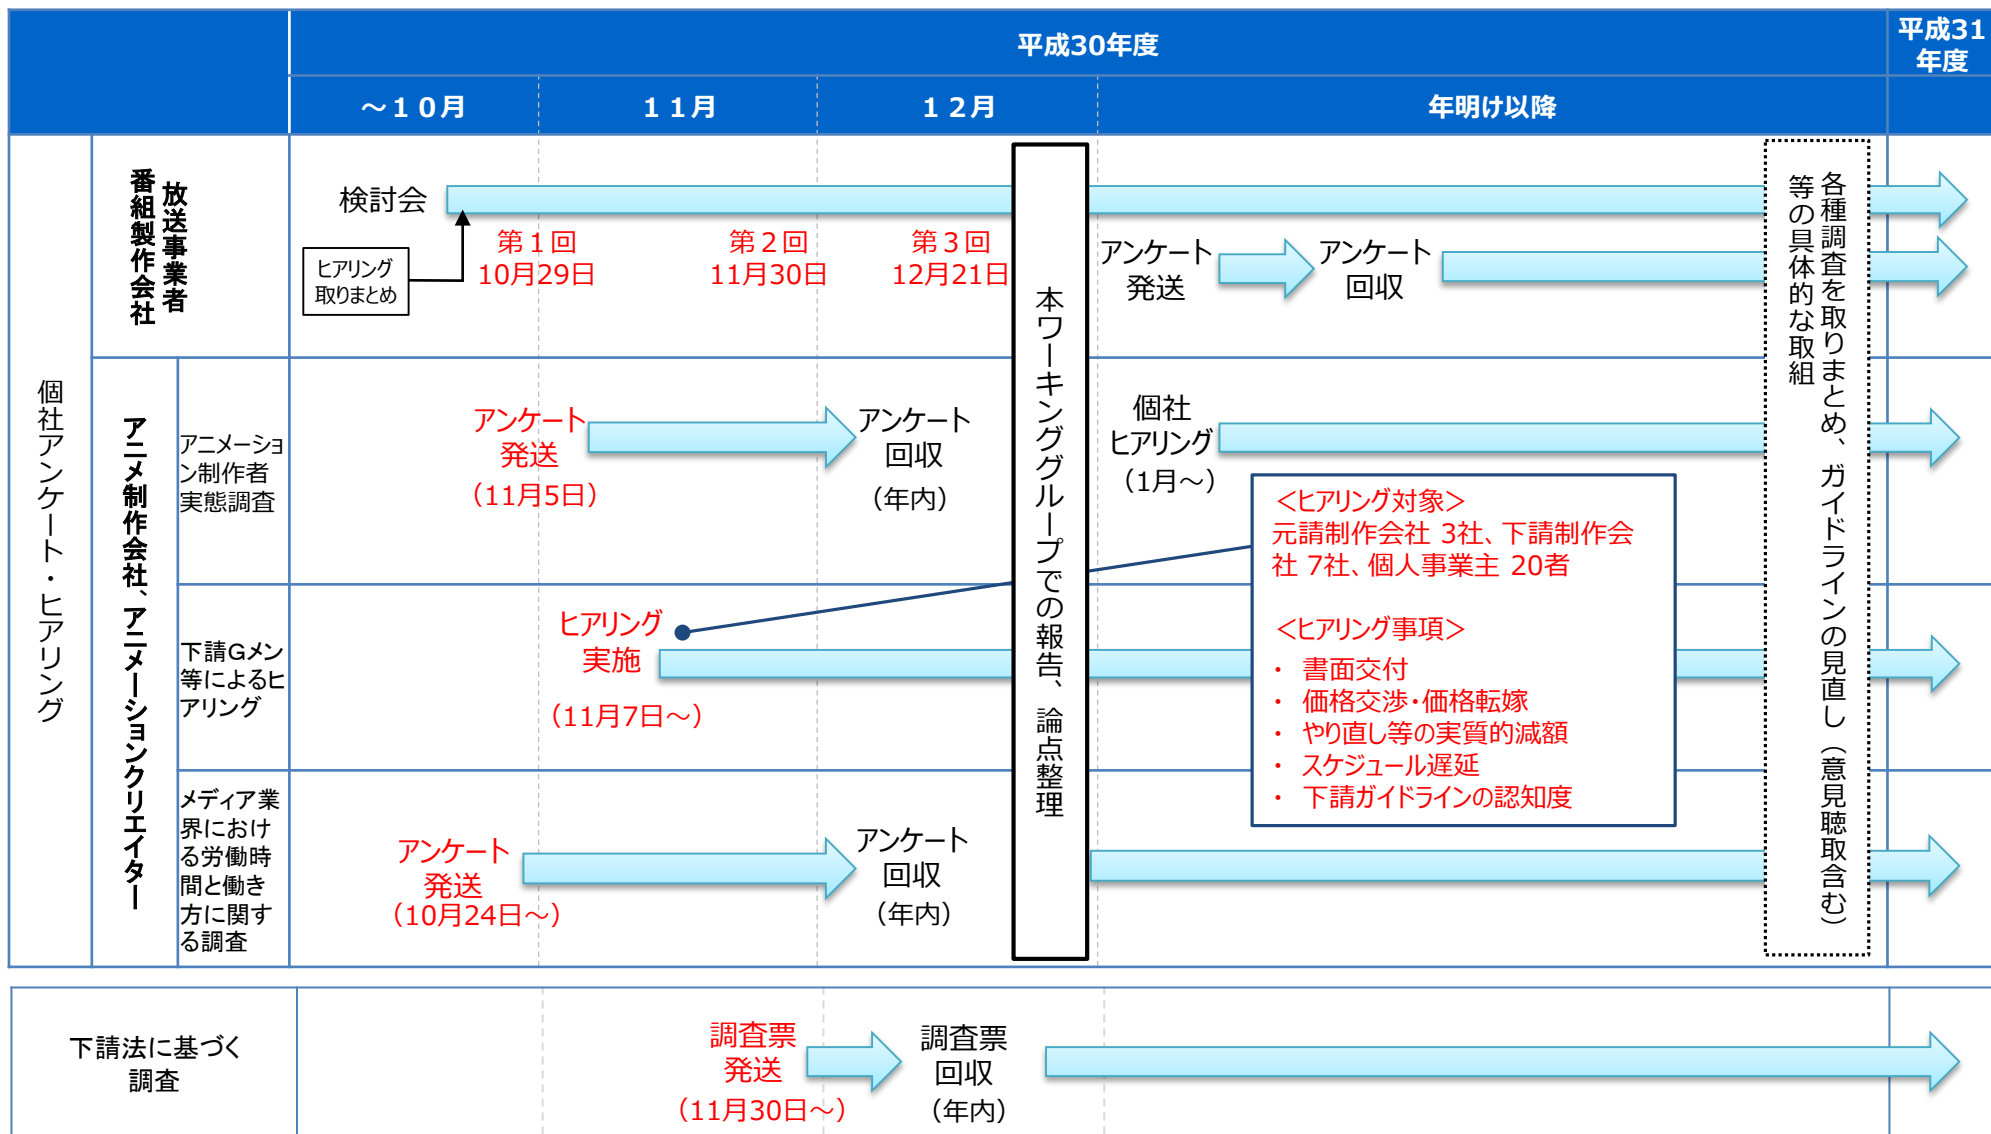 平成30年度
平成31
年度
～１０月
１１月
１２月
年明け以降
個社アンケート・ヒアリング
放送事業者
番組製作会社
検討会
ヒアリング
取りまとめ
第１回
10月29日
第２回
11月30日
第３回
12月21日
アンケート
発送
アンケート
回収
本ワーキンググループでの報告、論点整理
各種調査を取りまとめ、ガイドラインの見直し（意見聴取含む）
等の具体的な取組
アニメ制作会社、アニメーションクリエイター
アニメーショ
ン制作者
実態調査
アンケート
発送
（11月5日）
アンケート
回収
（年内）
個社
ヒアリング
（1月～）
＜ヒアリング対象＞
元請制作会社 3社、下請制作会
社 7社、個人事業主 20者
＜ヒアリング事項＞
・ 書面交付
・ 価格交渉・価格転嫁
・ やり直し等の実質的減額
・ スケジュール遅延
・ 下請ガイドラインの認知度
下請Gメン
等によるヒ
アリング
ヒアリング
実施
（11月7日～）
メディア業
界におけ
る労働時
間と働き
方に関す
る調査
アンケート
発送
（10月24日～）
アンケート
回収
（年内）
下請法に基づく
調査
調査票
発送
（11月30日～）
調査票
回収
（年内）